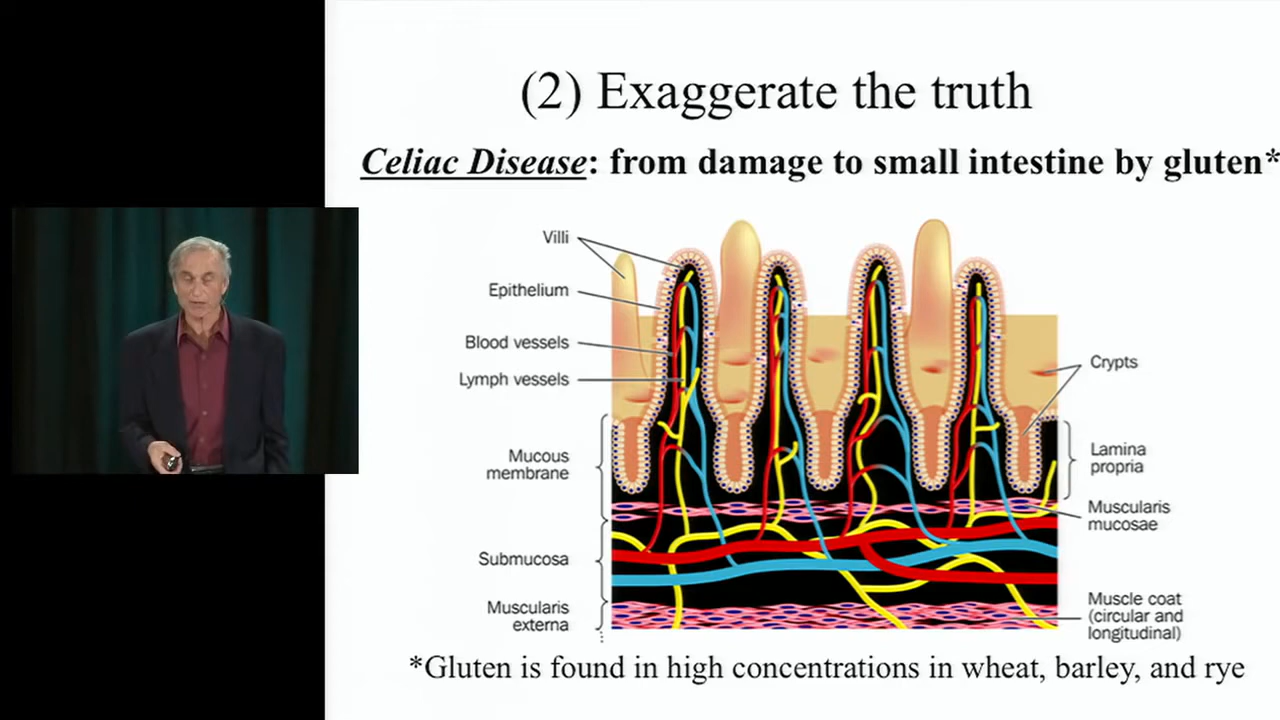 (2) Exaggerate the truth
Celiac Disease: from damage to small intestine by gluten*
Villi
Epithelium
Blood vessels
Lymph vessels
Mucous
membrane
Submucosa
Muscularis
externa
Crypts
Lamina
propria
Muscularis
mucosae
Muscle coat
(circular and
longitudinal)
*Gluten is found in high concentrations in wheat, barley, and rye